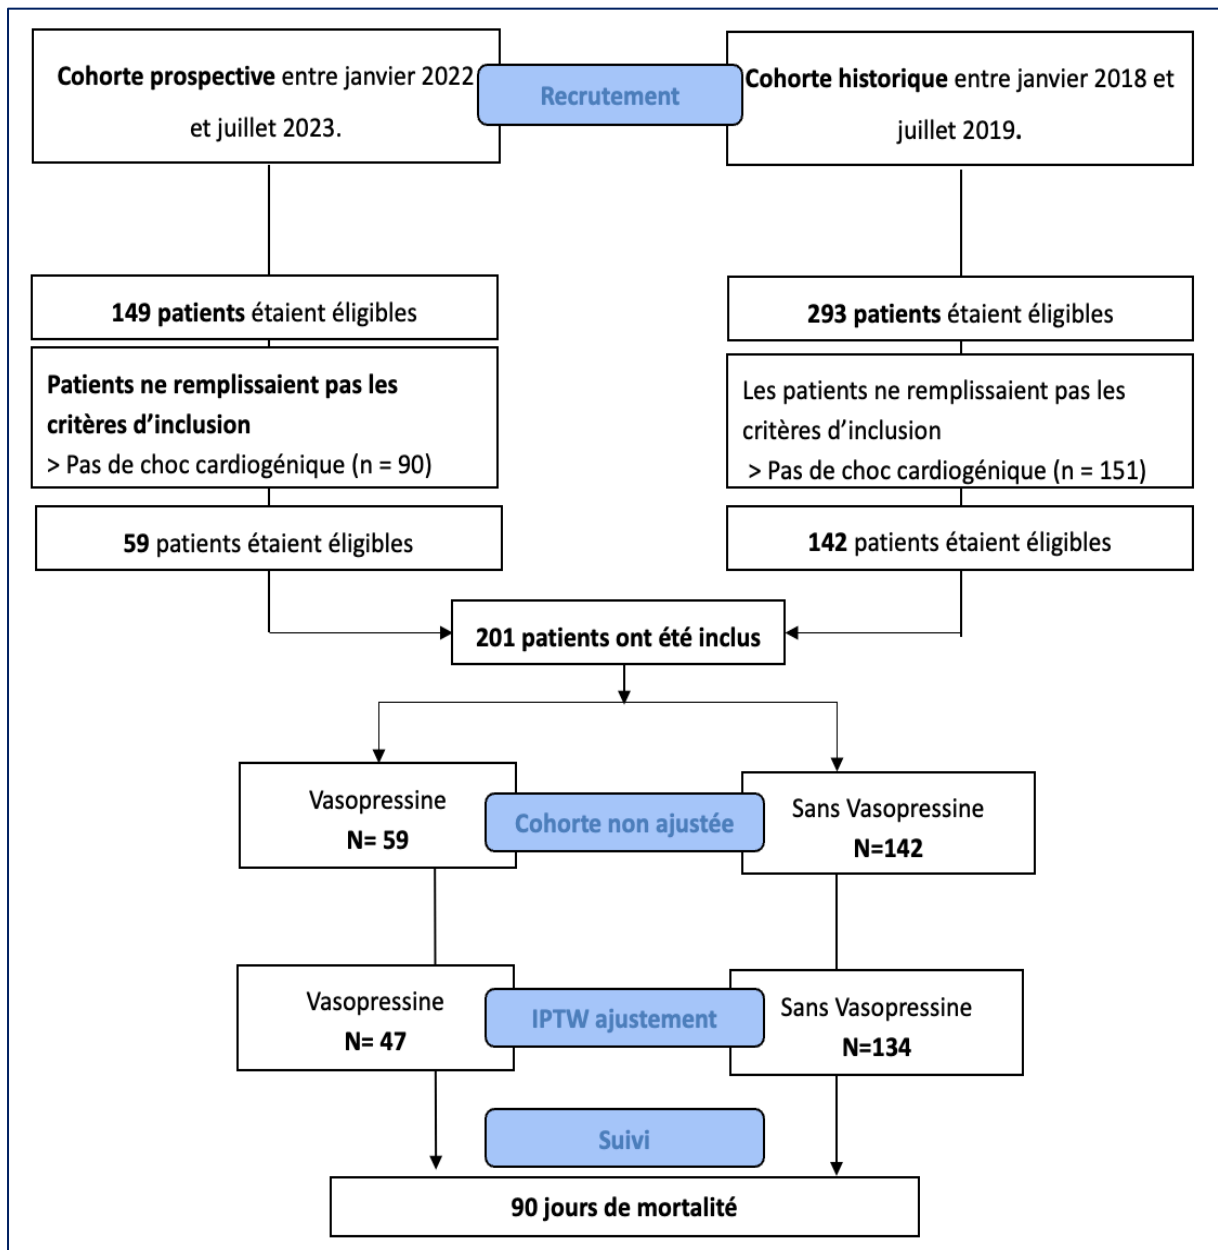 Cohorte prospective entre janvier 2022
et juillet 2023.
Recrutement
Cohorte historique entre janvier 2018 et
juillet 2019.
149 patients étaient éligibles
293 patients étaient éligibles
Patients ne remplissaient pas les
critères d'inclusion
> Pas de choc cardiogénique (n = 90)
Les patients ne remplissaient pas les
critères d'inclusion
> Pas de choc cardiogénique (n = 151)
59 patients étaient éligibles
142 patients étaient éligibles
201 patients ont été inclus
Vasopressine
N= 59
Cohorte non ajustée
Sans Vasopressine
N=142
Vasopressine
N= 47
IPTW ajustement
Sans Vasopressine
N=134
Suivi
90 jours de mortalité